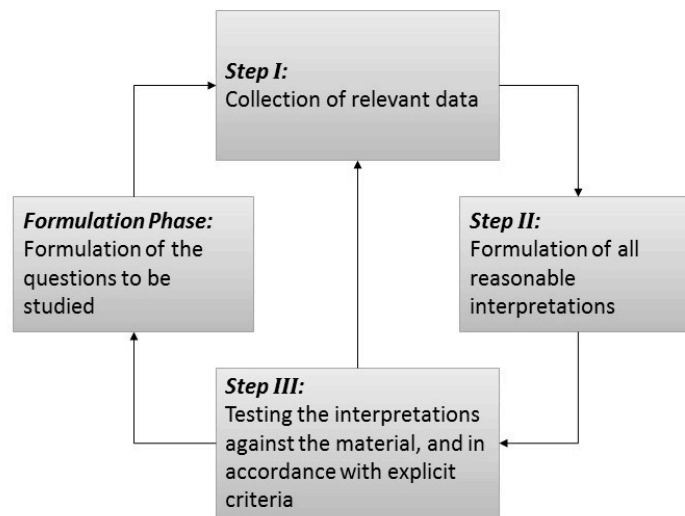 Step I:
Collection of relevant data
Formulation Phase:
Formulation of the
questions to be
studied
Step II:
Formulation of all
reasonable
interpretations
Step III:
Testing the interpretations
against the material, and in
accordance with explicit
criteria